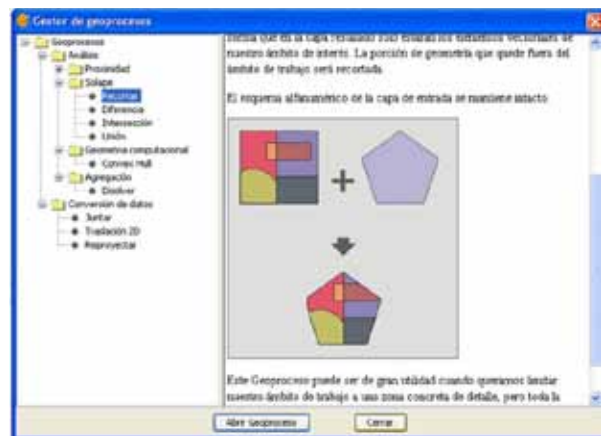 Gestor de geoprocesos
Geoprocesos
Análisis
Proximidad
Solape
Recortar
Diferencia
Intersección
Unión
Geometría computacional
Convex Hull
Agregación
Disolver
Conversión de datos
Juntar
Traslación 2D
Reproyectar
forma que en la capa resultado solo estarán los elementos vectoriales de
nuestro ámbito de interés. La porción de geometría que quede fuera del
ámbito de trabajo será recortada.
El esquema alfanumérico de la capa de entrada se mantiene intacto
Este Geoproceso puede ser de gran utilidad cuando queramos limitar
nuestro ámbito de trabajo a una zona concreta de detalle, pero toda la
Abrir Geoproceso
Cerrar